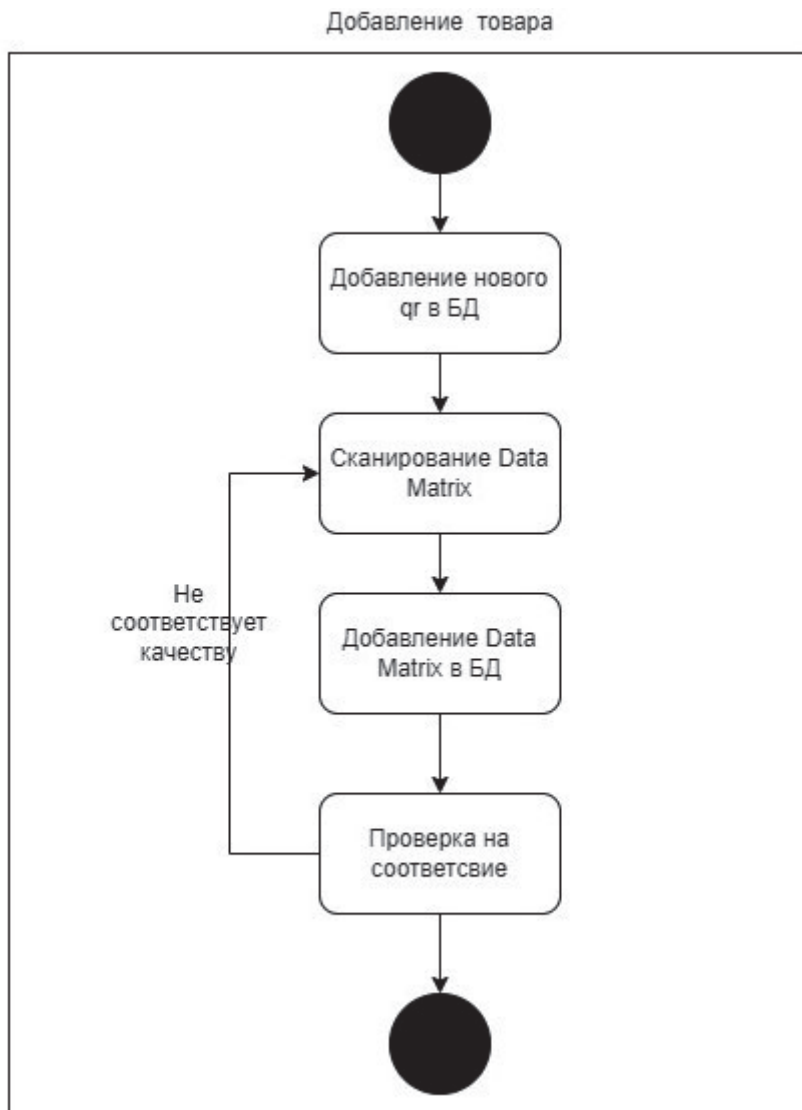 Добавление товара
Добавление нового
qr в БД
Сканирование Data
Matrix
Не
соответствует
качеству
Добавление Data
Matrix в БД
Проверка на
соответсвие